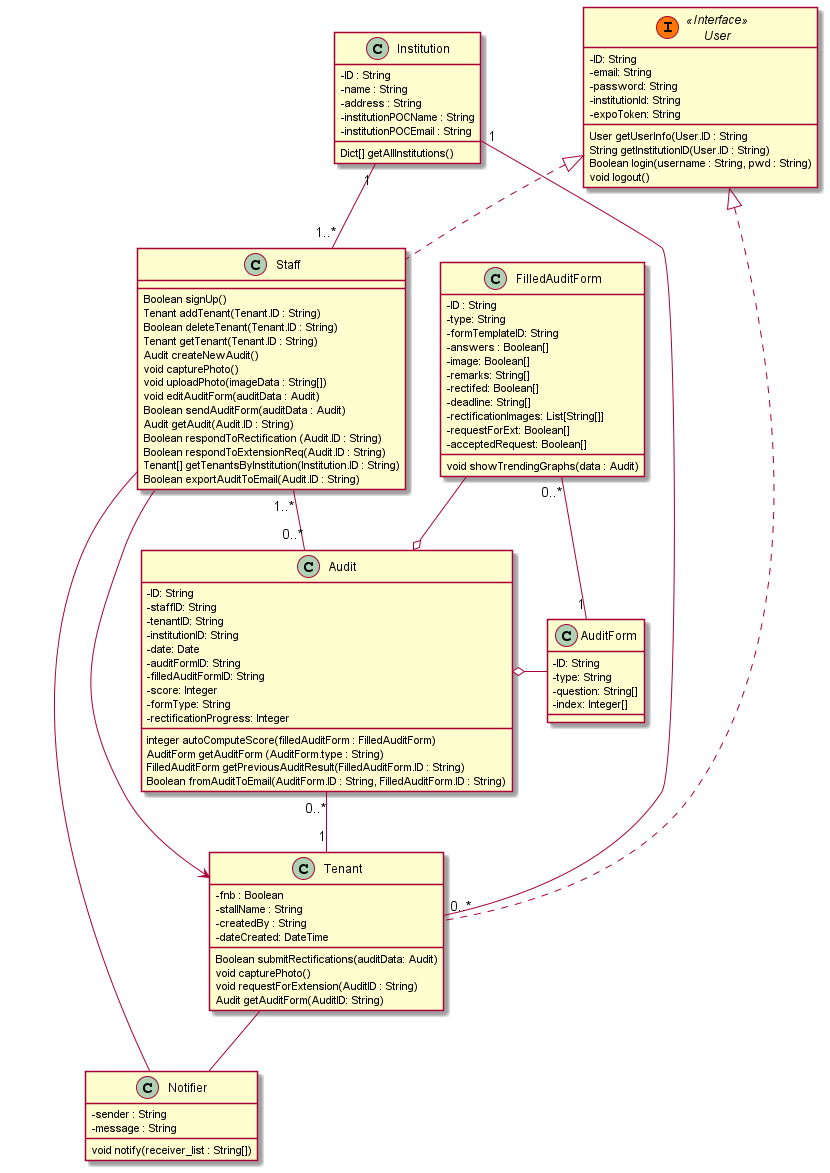 C Institution
-ID : String
-name : String
-address : String
-institutionPOCName : String
-institutionPOCEmail : String
Dict[] getAllInstitutions()
I «Interface»
User
-ID: String
-email: String
-password: String
-institutionId: String
-expoToken: String
User getUserInfo(User.ID : String
String getInstitutionID(User.ID : String)
Boolean login(username : String, pwd : String)
void logout()
1
1
1..*
C Staff
Boolean signUp()
Tenant addTenant(Tenant.ID : String)
Boolean deleteTenant(Tenant.ID : String)
Tenant getTenant(Tenant.ID : String)
Audit createNewAudit()
void capturePhoto()
void uploadPhoto(imageData : String[])
void editAuditForm(auditData : Audit)
Boolean sendAuditForm(auditData : Audit)
Audit getAudit(Audit.ID : String)
Boolean respondToRectification (Audit.ID : String)
Boolean respondToExtensionReq(Audit.ID : String)
Tenant[] getTenantsByInstitution(Institution.ID : String)
Boolean exportAuditToEmail(Audit.ID : String)
C FilledAuditForm
-ID : String
-type: String
-formTemplateID: String
-answers : Boolean[]
-image: Boolean[]
-remarks: String[]
-rectifed: Boolean[]
-deadline: String[]
-rectificationImages: List[String[]]
-requestForExt: Boolean[]
-acceptedRequest: Boolean[]
void showTrendingGraphs(data : Audit)
1..*
0..*
0..*
1
C Audit
-ID: String
-staffID: String
-tenantID: String
-institutionID: String
-date: Date
-auditFormID: String
-filledAuditFormID: String
-score: Integer
-formType: String
-rectificationProgress: Integer
integer autoComputeScore(filledAuditForm : FilledAuditForm)
AuditForm getAuditForm (AuditForm.type : String)
FilledAuditForm getPreviousAuditResult(FilledAuditForm.ID : String)
Boolean fromAuditToEmail(AuditForm.ID : String, FilledAuditForm.ID : String)
C AuditForm
-ID: String
-type: String
-question: String[]
-index: Integer[]
0..*
1
0..*
C Tenant
-fnb : Boolean
-stallName : String
-createdBy : String
-dateCreated: DateTime
Boolean submitRectifications(auditData: Audit)
void capturePhoto()
void requestForExtension(AuditID : String)
Audit getAuditForm(AuditID: String)
C Notifier
-sender : String
-message : String
void notify(receiver_list : String[])